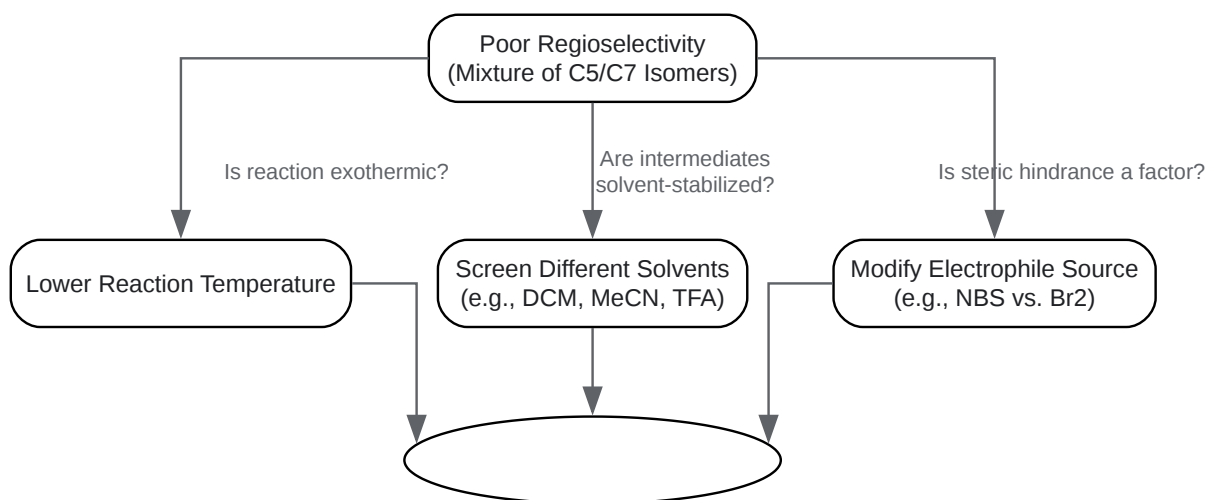 Poor Regioselectivity
(Mixture of C5/C7 Isomers)
Is reaction exothermic?
Are intermediates
solvent-stabilized?
Is steric hindrance a factor?
Lower Reaction Temperature
Screen Different Solvents
(e.g., DCM, MeCN, TFA)
Modify Electrophile Source
(e.g., NBS vs. Br2)